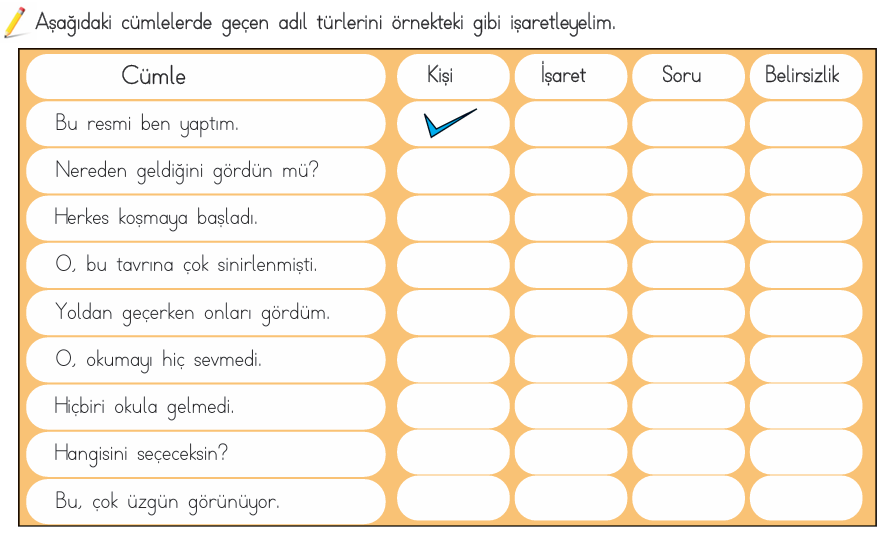 Aşağıdaki cümlelerde geçen adıl türlerini örnekteki gibi işaretleyelim.
Cümle Kişi İşaret Soru Belirsizlik
Bu resmi ben yaptım.
Nereden geldiğini gördün mü?
Herkes koşmaya başladı.
O, bu tavrına çok sinirlenmişti.
Yoldan geçerken onları gördüm.
O, okumayı hiç sevmedi.
Hiçbiri okula gelmedi.
Hangisini seçeceksin?
Bu, çok üzgün görünüyor.